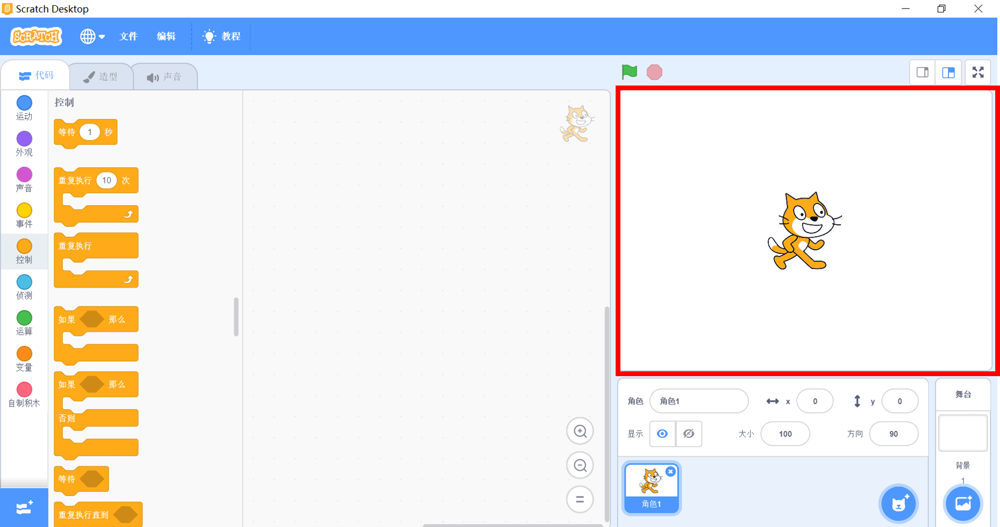 Scratch Desktop
SCRATCH 文件 编辑 教程
代码 造型 声音
运动
外观
声音
事件
控制
侦测
运算
变量
自制积木
控制
等待 1 秒
重复执行 10 次
重复执行
如果 那么
如果 那么
否则
等待
重复执行直到
角色 角色1 x 0 y 0
显示 大小 100 方向 90
角色1
舞台
背景
1